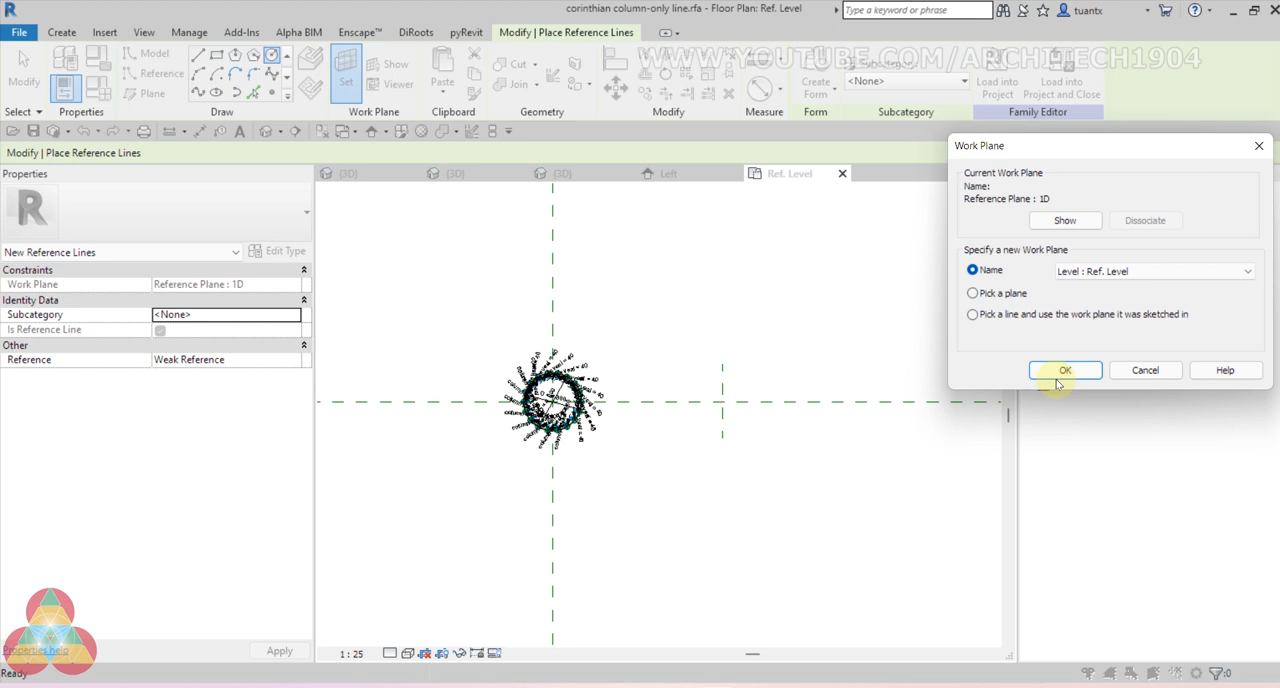 corinthian column-only line.rfa - Floor Plan: Ref. Level
Type a keyword or phrase
tuantx
File Create Insert View Manage Add-Ins Alpha BIM Enscape™ DiRoots pyRevit Modify | Place Reference Lines
WWW.YOUTUBE.COM/ARCHITECH1904
Modify
Model
Reference
Plane
Set
Show
Viewer
Paste
Cut
Join
Create
Form
<None>
Load into
Project
Load into
Project and Close
Select Properties Draw Work Plane Clipboard Geometry Modify Measure Form Subcategory Family Editor
Modify | Place Reference Lines
Properties
New Reference Lines
Edit Type
Constraints
Work Plane Reference Plane : 1D
Identity Data
Subcategory <None>
Is Reference Line
Other
Reference Weak Reference
Properties help
Apply
Ready
{3D}
{3D}
{3D}
Left
Ref. Level
1:25
Work Plane
Current Work Plane
Name:
Reference Plane : 1D
Show
Dissociate
Specify a new Work Plane
Name
Level : Ref. Level
Pick a plane
Pick a line and use the work plane it was sketched in
OK
Cancel
Help
:0